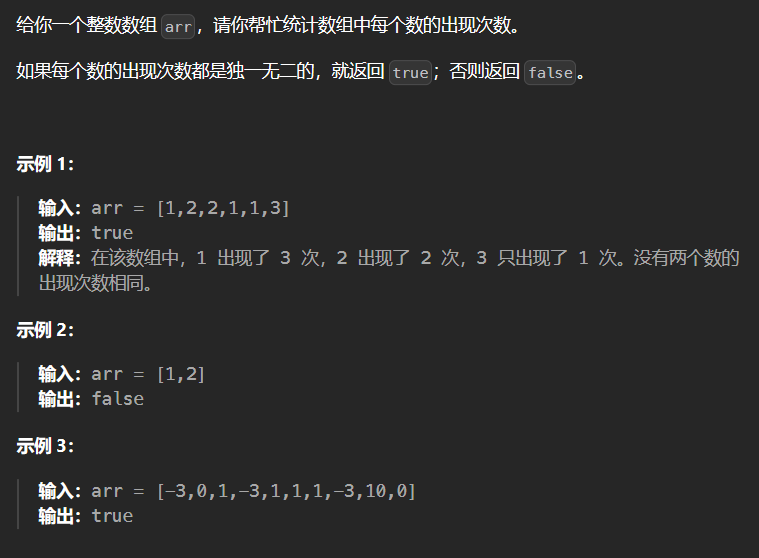 给你一个整数数组 arr，请你帮忙统计数组中每个数的出现次数。
如果每个数的出现次数都是独一无二的，就返回 true；否则返回 false。
示例 1：
输入：arr = [1,2,2,1,1,3]
输出：true
解释：在该数组中，1 出现了 3 次，2 出现了 2 次，3 只出现了 1 次。没有两个数的
出现次数相同。
示例 2：
输入：arr = [1,2]
输出：false
示例 3：
输入：arr = [-3,0,1,-3,1,1,1,-3,10,0]
输出：true